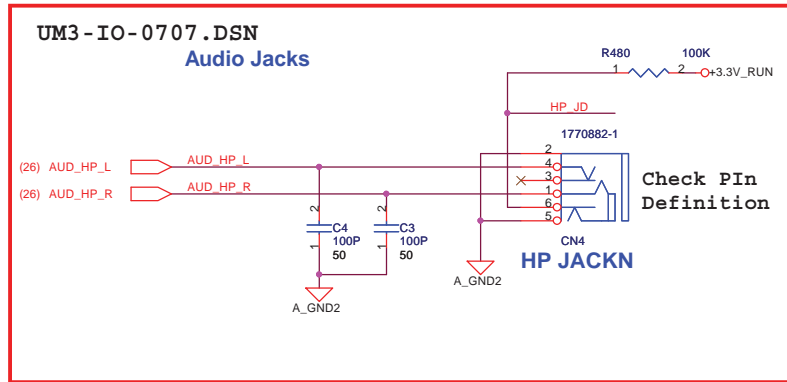 UM3-IO-0707.DSN
Audio Jacks
R480 100K
1 2 +3.3V_RUN
HP_JD
1770882-1
2
(26) AUD_HP_L AUD_HP_L 4
3
(26) AUD_HP_R AUD_HP_R 1
6
5
Check PIn
Definition
2 2
C4 C3
100P 100P
50 50
1 1
CN4
HP JACKN
A_GND2
A_GND2